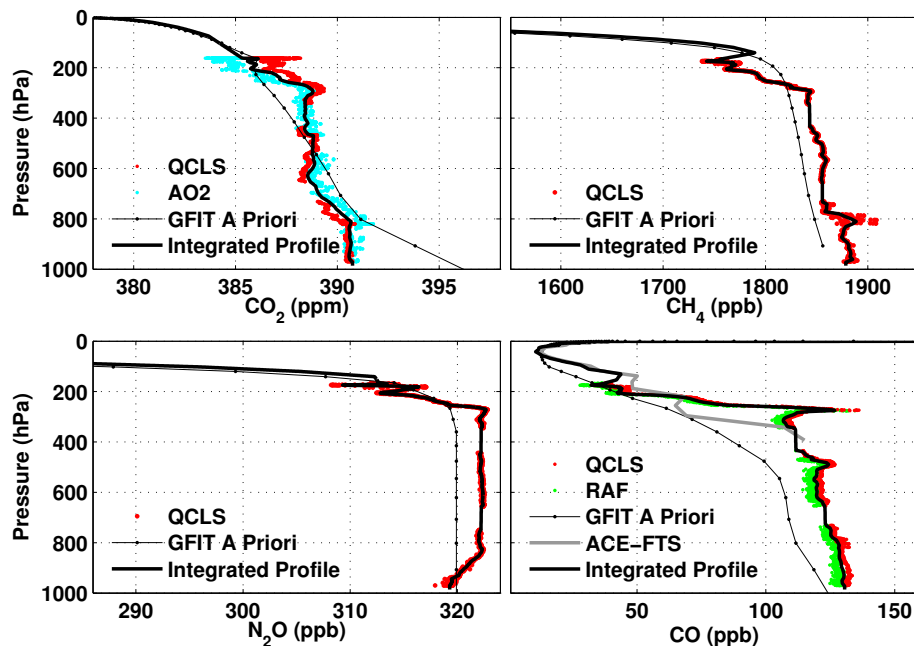 0
200
400
600
800
1000
Pressure (hPa)
QCLS
AO2
GFIT A Priori
Integrated Profile
380
385
390
395
CO₂ (ppm)
QCLS
GFIT A Priori
Integrated Profile
1600
1700
1800
1900
CH₄ (ppb)
0
200
400
600
800
1000
Pressure (hPa)
QCLS
GFIT A Priori
Integrated Profile
290
300
310
320
N₂O (ppb)
QCLS
RAF
GFIT A Priori
ACE−FTS
Integrated Profile
50
100
150
CO (ppb)